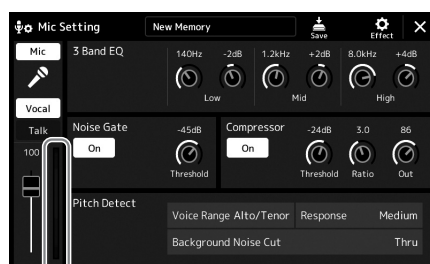 Mic Setting New Memory Save Effect
Mic 3 Band EQ 140Hz -2dB 1.2kHz +2dB 8.0kHz +4dB
Low Mid High
Vocal
Talk Noise Gate -45dB Compressor -24dB 3.0 86
100 On On
Threshold Threshold Ratio Out
Pitch Detect
Voice Range Alto/Tenor Response Medium
Background Noise Cut Thru